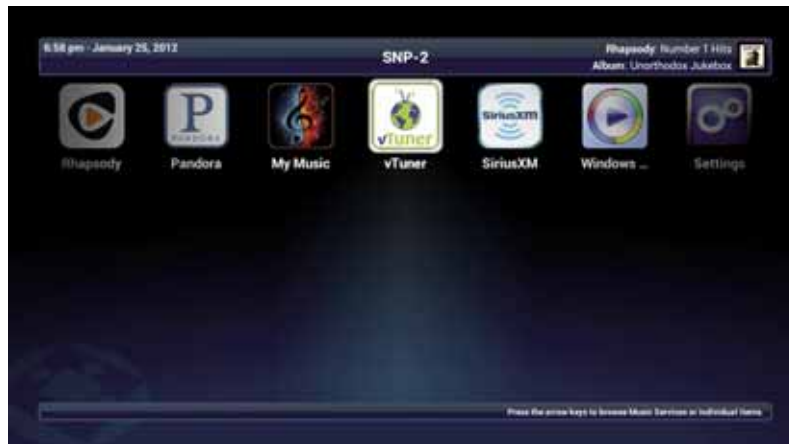 6:58 pm - January 25, 2012
SNP-2
Rhapsody: Number 1 Hits
Album: Unorthodox Jukebox
P
PANDORA
vTuner
SiriusXM
Rhapsody
Pandora
My Music
vTuner
SiriusXM
Windows ...
Settings
Press the arrow keys to browse Music Services or Individual Items